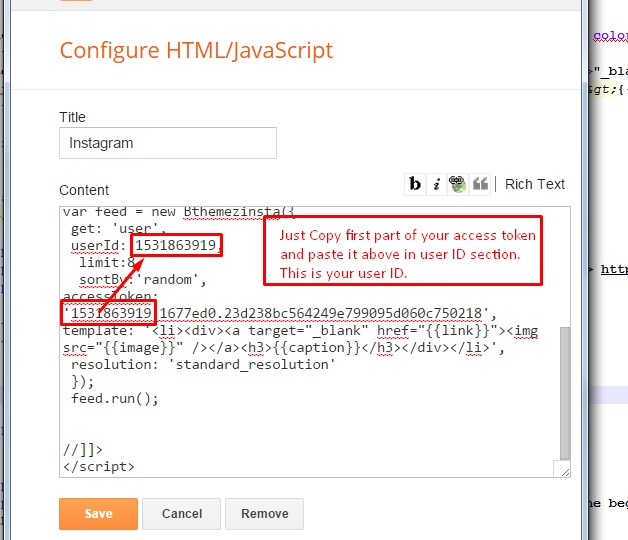 colo
Configure HTML/JavaScript
"_bla
gt;{
Title
Instagram
Content
b i Rich Text
var feed = new Bthemezinsta({
get: 'user',
userId: 1531863919,
limit:8,
sortBy:'random',
accessToken:
'1531863919.1677ed0.23d238bc564249e799095d060c750218',
template: '<li><div><a target="_blank" href="{{link}}"><img
src="{{image}}" /></a><h3>{{caption}}</h3></div></li>',
resolution: 'standard_resolution'
});
feed.run();
//]]>
</script>
Just Copy first part of your access token
and paste it above in user ID section.
This is your user ID.
> htt
Save Cancel Remove
ne beg